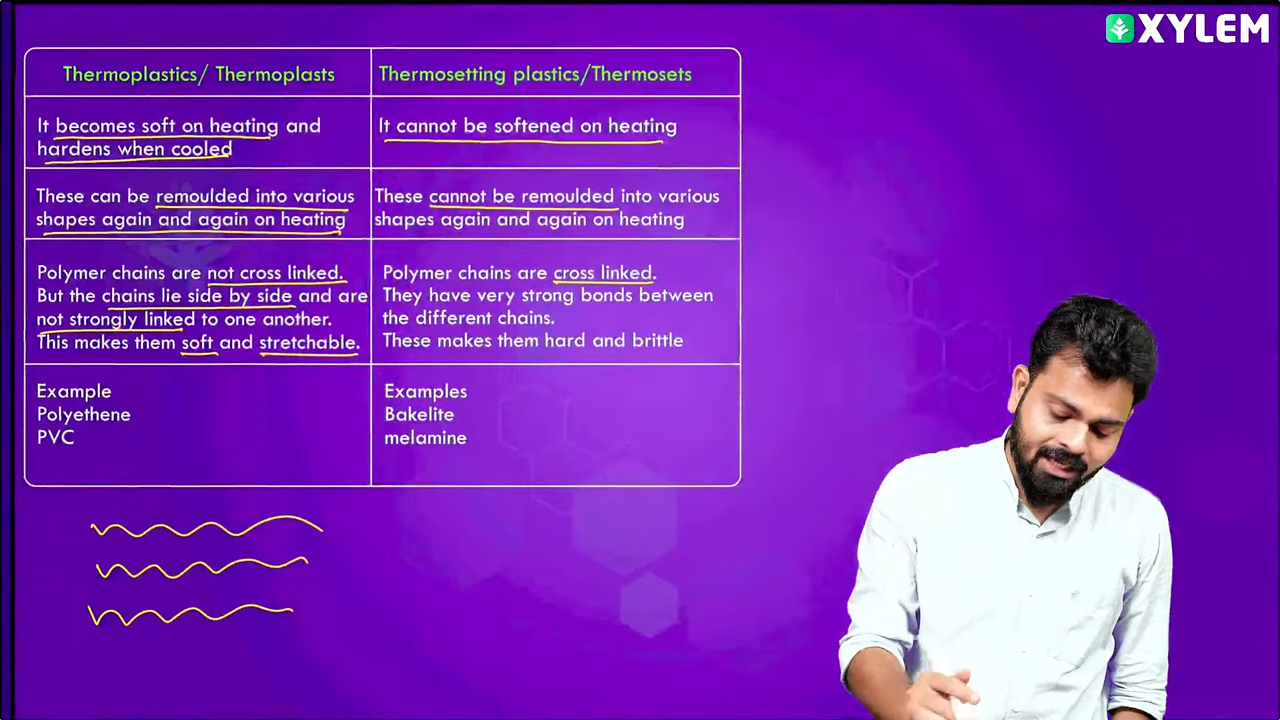 XYLEM
Thermoplastics/ Thermoplasts
Thermosetting plastics/Thermosets
It becomes soft on heating and
hardens when cooled
It cannot be softened on heating
These can be remoulded into various
shapes again and again on heating
These cannot be remoulded into various
shapes again and again on heating
Polymer chains are not cross linked.
But the chains lie side by side and are
not strongly linked to one another.
This makes them soft and stretchable.
Polymer chains are cross linked.
They have very strong bonds between
the different chains.
These makes them hard and brittle
Example
Polyethene
PVC
Examples
Bakelite
melamine